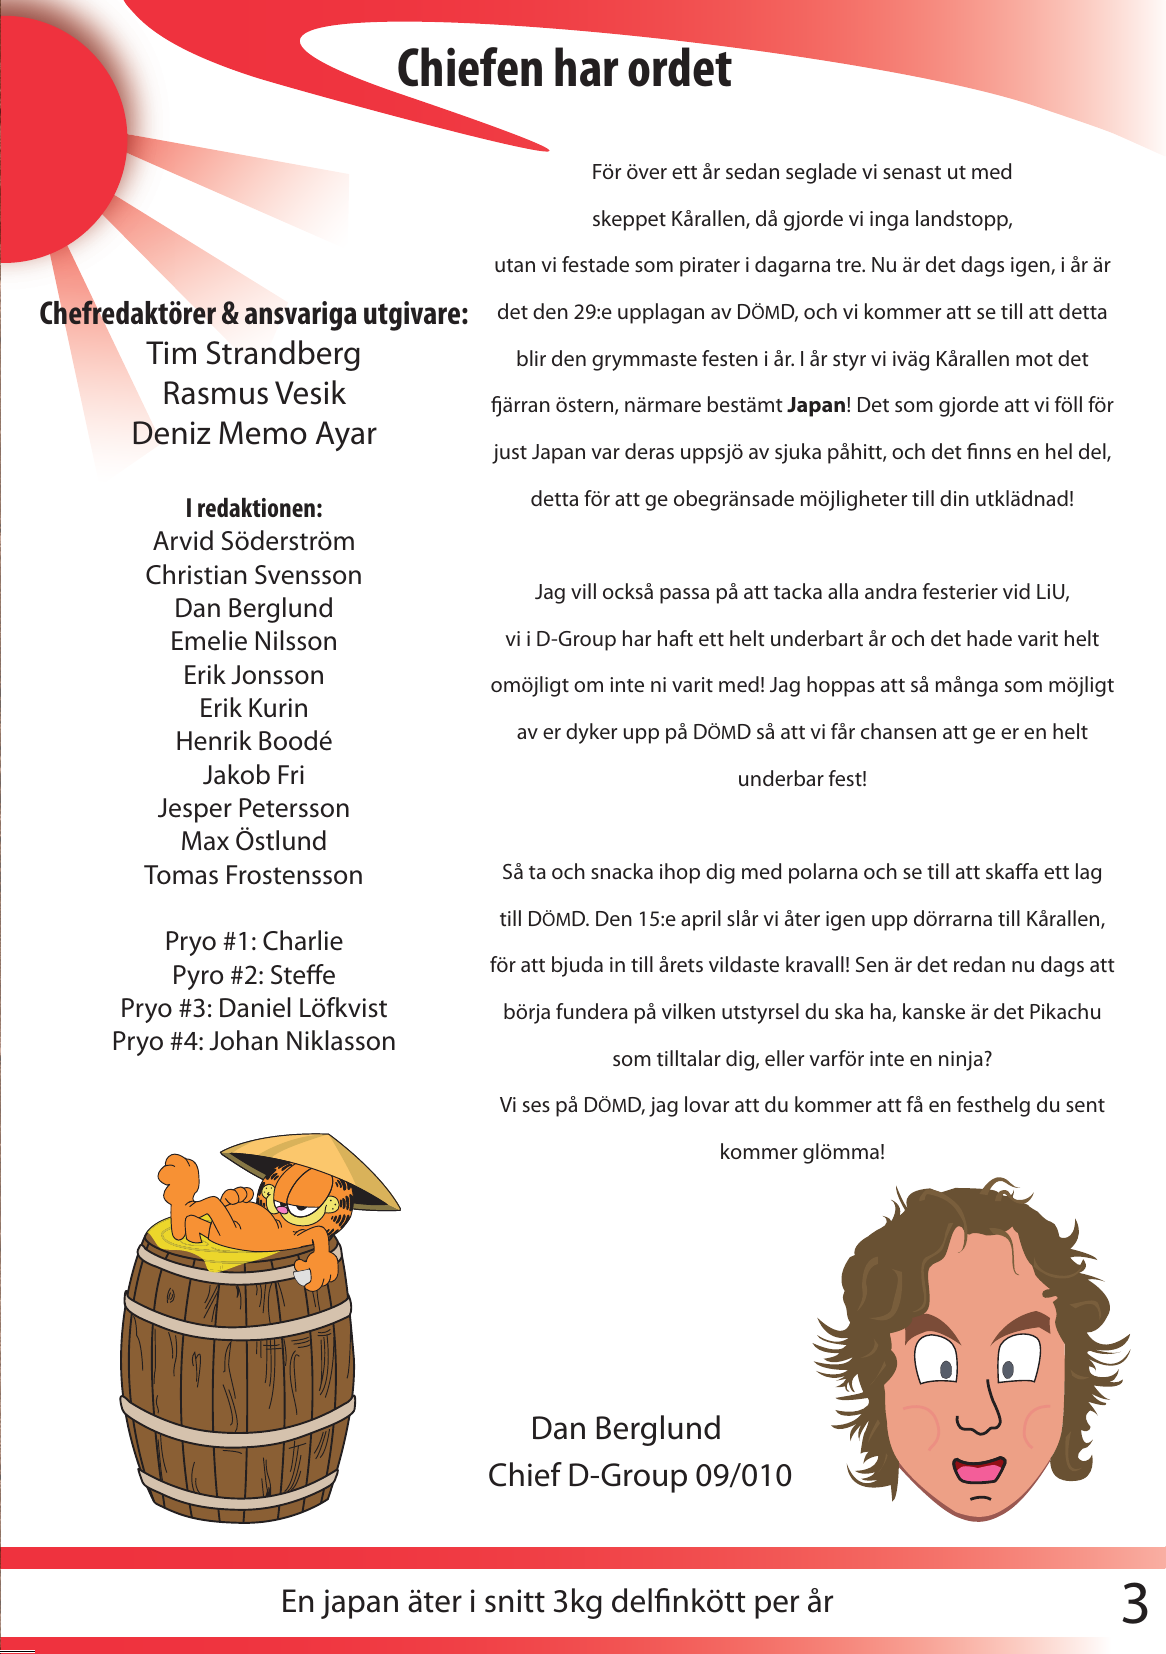 Chiefen har ordet
Chefredaktörer & ansvariga utgivare:
Tim Strandberg
Rasmus Vesik
Deniz Memo Ayar
I redaktionen:
Arvid Söderström
Christian Svensson
Dan Berglund
Emelie Nilsson
Erik Jonsson
Erik Kurin
Henrik Boodé
Jakob Fri
Jesper Petersson
Max Östlund
Tomas Frostensson
Pryo #1: Charlie
Pyro #2: Steffe
Pryo #3: Daniel Löfkvist
Pryo #4: Johan Niklasson
För över ett år sedan seglade vi senast ut med
skeppet Kårallen, då gjorde vi inga landstopp,
utan vi festade som pirater i dagarna tre. Nu är det dags igen, i år är
det den 29:e upplagan av DÖMD, och vi kommer att se till att detta
blir den grymmaste festen i år. I år styr vi iväg Kårallen mot det
fjärran östern, närmare bestämt Japan! Det som gjorde att vi föll för
just Japan var deras uppsjö av sjuka påhitt, och det finns en hel del,
detta för att ge obegränsade möjligheter till din utklädnad!
Jag vill också passa på att tacka alla andra festerier vid LiU,
vi i D-Group har haft ett helt underbart år och det hade varit helt
omöjligt om inte ni varit med! Jag hoppas att så många som möjligt
av er dyker upp på DÖMD så att vi får chansen att ge er en helt
underbar fest!
Så ta och snacka ihop dig med polarna och se till att skaffa ett lag
till DÖMD. Den 15:e april slår vi åter igen upp dörrarna till Kårallen,
för att bjuda in till årets vildaste kravall! Sen är det redan nu dags att
börja fundera på vilken utstyrsel du ska ha, kanske är det Pikachu
som tilltalar dig, eller varför inte en ninja?
Vi ses på DÖMD, jag lovar att du kommer att få en festhelg du sent
kommer glömma!
Dan Berglund
Chief D-Group 09/010
En japan äter i snitt 3kg delfinkött per år
3